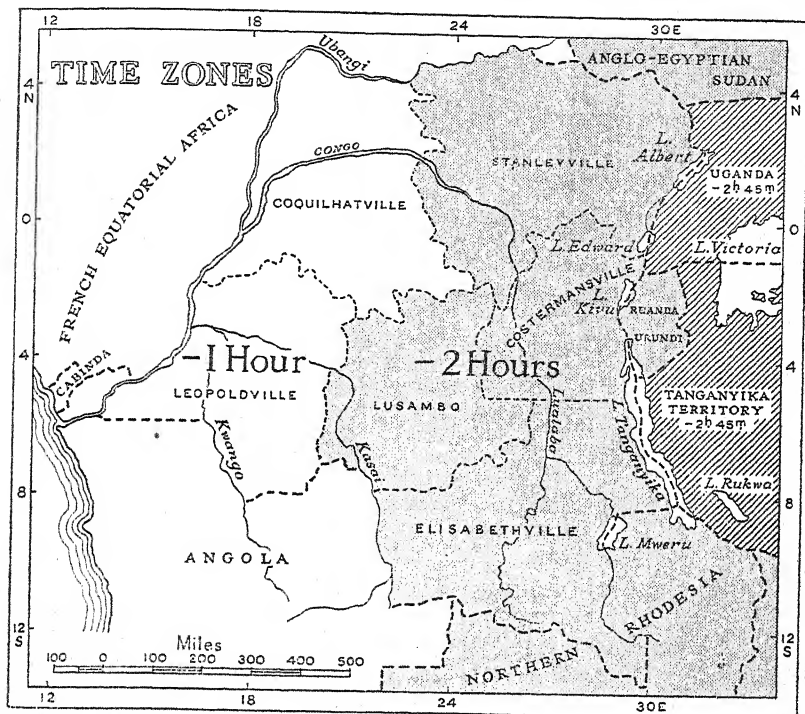 12
18
24
30E
TIME ZONES
Ubangi
ANGLO-EGYPTIAN
SUDAN
4
N
4
N
FRENCH EQUATORIAL AFRICA
CONGO
STANLEYVILLE
L.
Albert
UGANDA
-2h 45m
COQUILHATVILLE
0
0
L. Edward
L. Victoria
COSTERMANSVILLE
L.
Kivu
RUANDA
URUNDI
4
4
CABINDA
-1 Hour
-2 Hours
LEOPOLDVILLE
LUSAMBO
TANGANYIKA
TERRITORY
-2h 45m
Kwango
Kasai
Lualaba
L. Tanganyika
L. Rukwa
8
8
ANGOLA
ELISABETHVILLE
L. Mweru
NORTHERN RHODESIA
12
S
12
S
Miles
100 0 100 200 300 400 500
12
18
24
30E